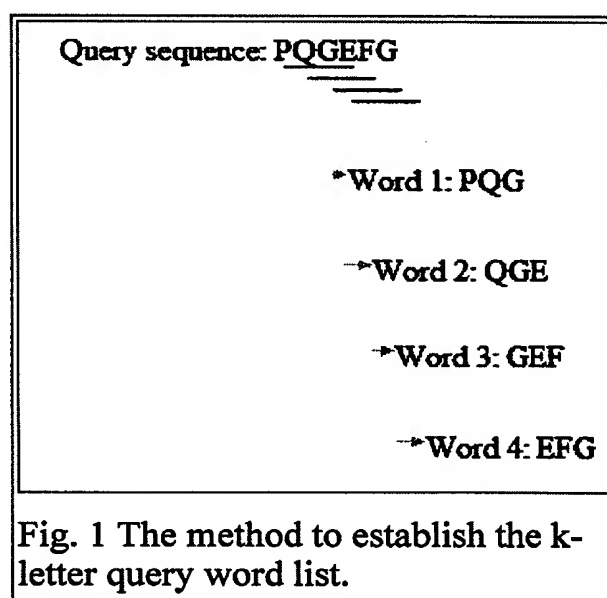 Query sequence: PQGEFG
Word 1: PQG
Word 2: QGE
Word 3: GEF
Word 4: EFG
Fig. 1 The method to establish the k-
letter query word list.